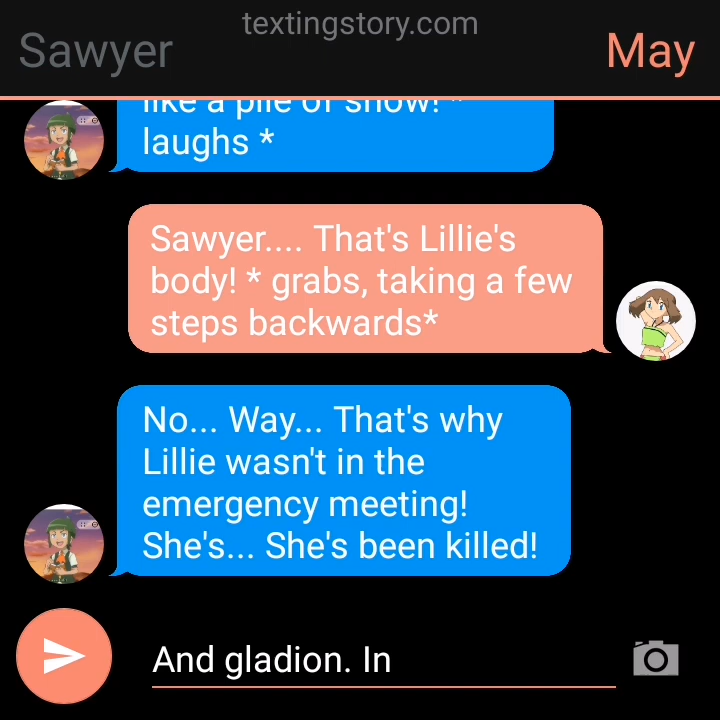 textingstory.com
Sawyer
May
like a pile of snow! *
laughs *
Sawyer.... That's Lillie's
body! * grabs, taking a few
steps backwards*
No... Way... That's why
Lillie wasn't in the
emergency meeting!
She's... She's been killed!
And gladion. In